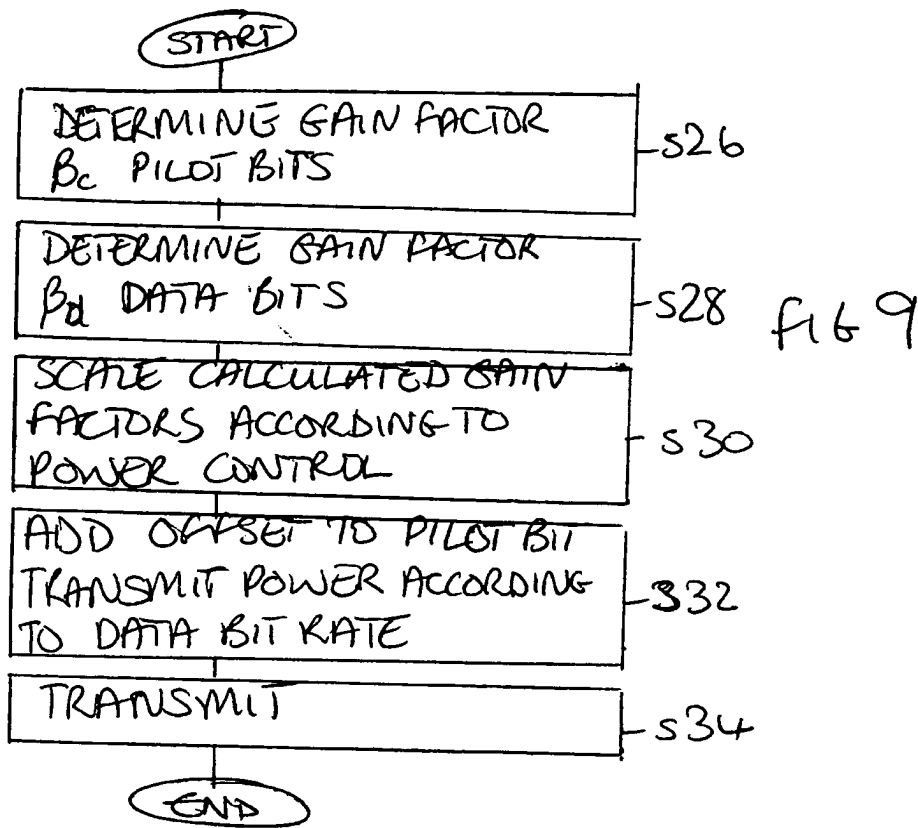 START
DETERMINE GAIN FACTOR
βc PILOT BITS
S26
DETERMINE GAIN FACTOR
βd DATA BITS
S28
FIG 9
SCALE CALCULATED GAIN
FACTORS ACCORDING TO
POWER CONTROL
S30
ADD OFFSET TO PILOT BIT
TRANSMIT POWER ACCORDING
TO DATA BIT RATE
S32
TRANSMIT
S34
END